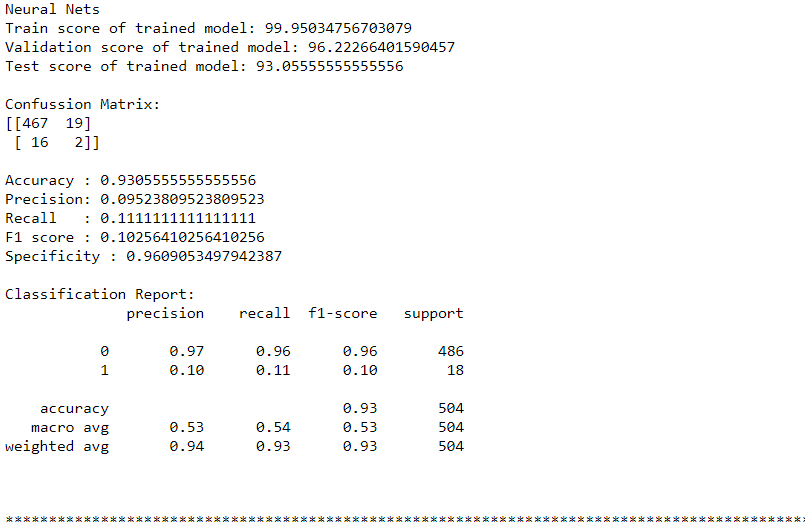 Neural Nets
Train score of trained model: 99.95034756703079
Validation score of trained model: 96.22266401590457
Test score of trained model: 93.05555555555556
Confussion Matrix:
[[467  19]
 [ 16   2]]
Accuracy : 0.9305555555555556
Precision: 0.09523809523809523
Recall   : 0.1111111111111111
F1 score : 0.10256410256410256
Specificity : 0.9609053497942387
Classification Report:
              precision    recall  f1-score   support
           0       0.97      0.96      0.96       486
           1       0.10      0.11      0.10        18
    accuracy                           0.93       504
   macro avg       0.53      0.54      0.53       504
weighted avg       0.94      0.93      0.93       504
*********************************************************************************************